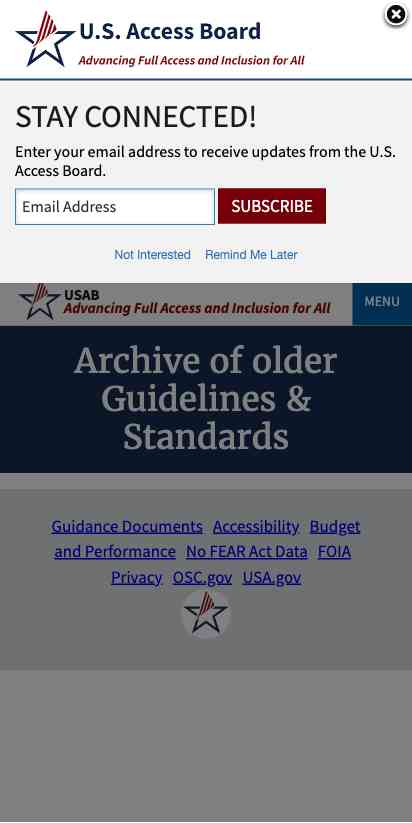 U.S. Access Board
Advancing Full Access and Inclusion for All
STAY CONNECTED!
Enter your email address to receive updates from the U.S.
Access Board.
Email Address
SUBSCRIBE
Not Interested Remind Me Later
USAB
Advancing Full Access and Inclusion for All
MENU
Archive of older
Guidelines &
Standards
Guidance Documents Accessibility Budget
and Performance No FEAR Act Data FOIA
Privacy OSC.gov USA.gov